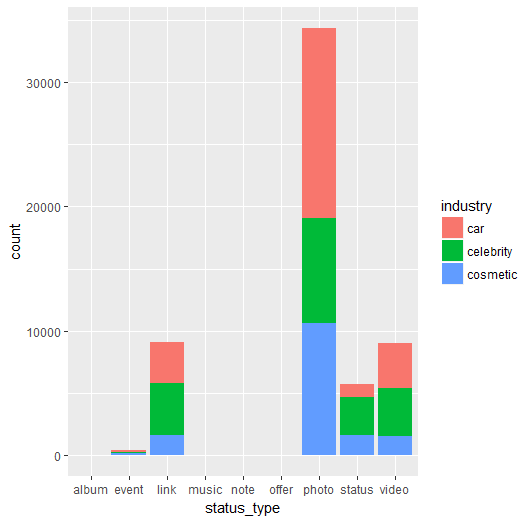 30000
20000
10000
0
count
album event link music note offer photo status video
status_type
industry
car
celebrity
cosmetic